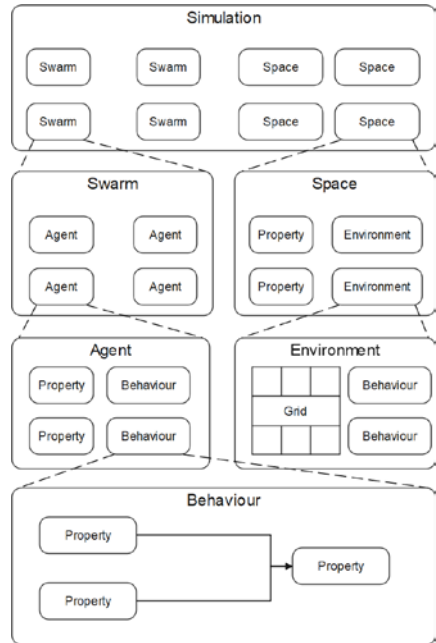 Simulation
Swarm Swarm Space Space
Swarm Swarm Space Space
Swarm
Agent Agent
Agent Agent
Space
Property Environment
Property Environment
Agent
Property Behaviour
Property Behaviour
Environment
Grid
Behaviour
Behaviour
Behaviour
Property
Property
Property